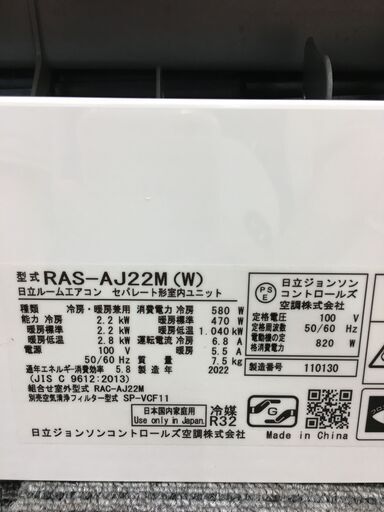 型式 RAS-AJ22M(W)
日立ルームエアコン セパレート形室内ユニット
種類 冷房・暖房兼用 消費電力 冷房 580 W
能力 冷房 2.2 kW 暖房標準 470 W
暖房標準 2.2 kW 暖房低温 1.040 kW
暖房低温 2.8 kW 運転電流 冷房 6.8 A
電源 100 V 暖房 5.5 A
50/60 Hz 質量 7.5 kg
通年エネルギー消費効率 5.8 製造年 2022
(JIS C 9612:2013)
組合せ室外型式 RAC-AJ22M
別売空気清浄フィルター型式 SP-VCF11
日本国内家庭用
Use only in Japan.
冷媒
R32
日立ジョンソンコントロールズ空調株式会社
PS
E
日立ジョンソン
コントロールズ
空調株式会社
定格電圧 100 V
定格周波数 50/60 Hz
電動機の定格消費電力 820 W
製造番号 110130
G
Made in China